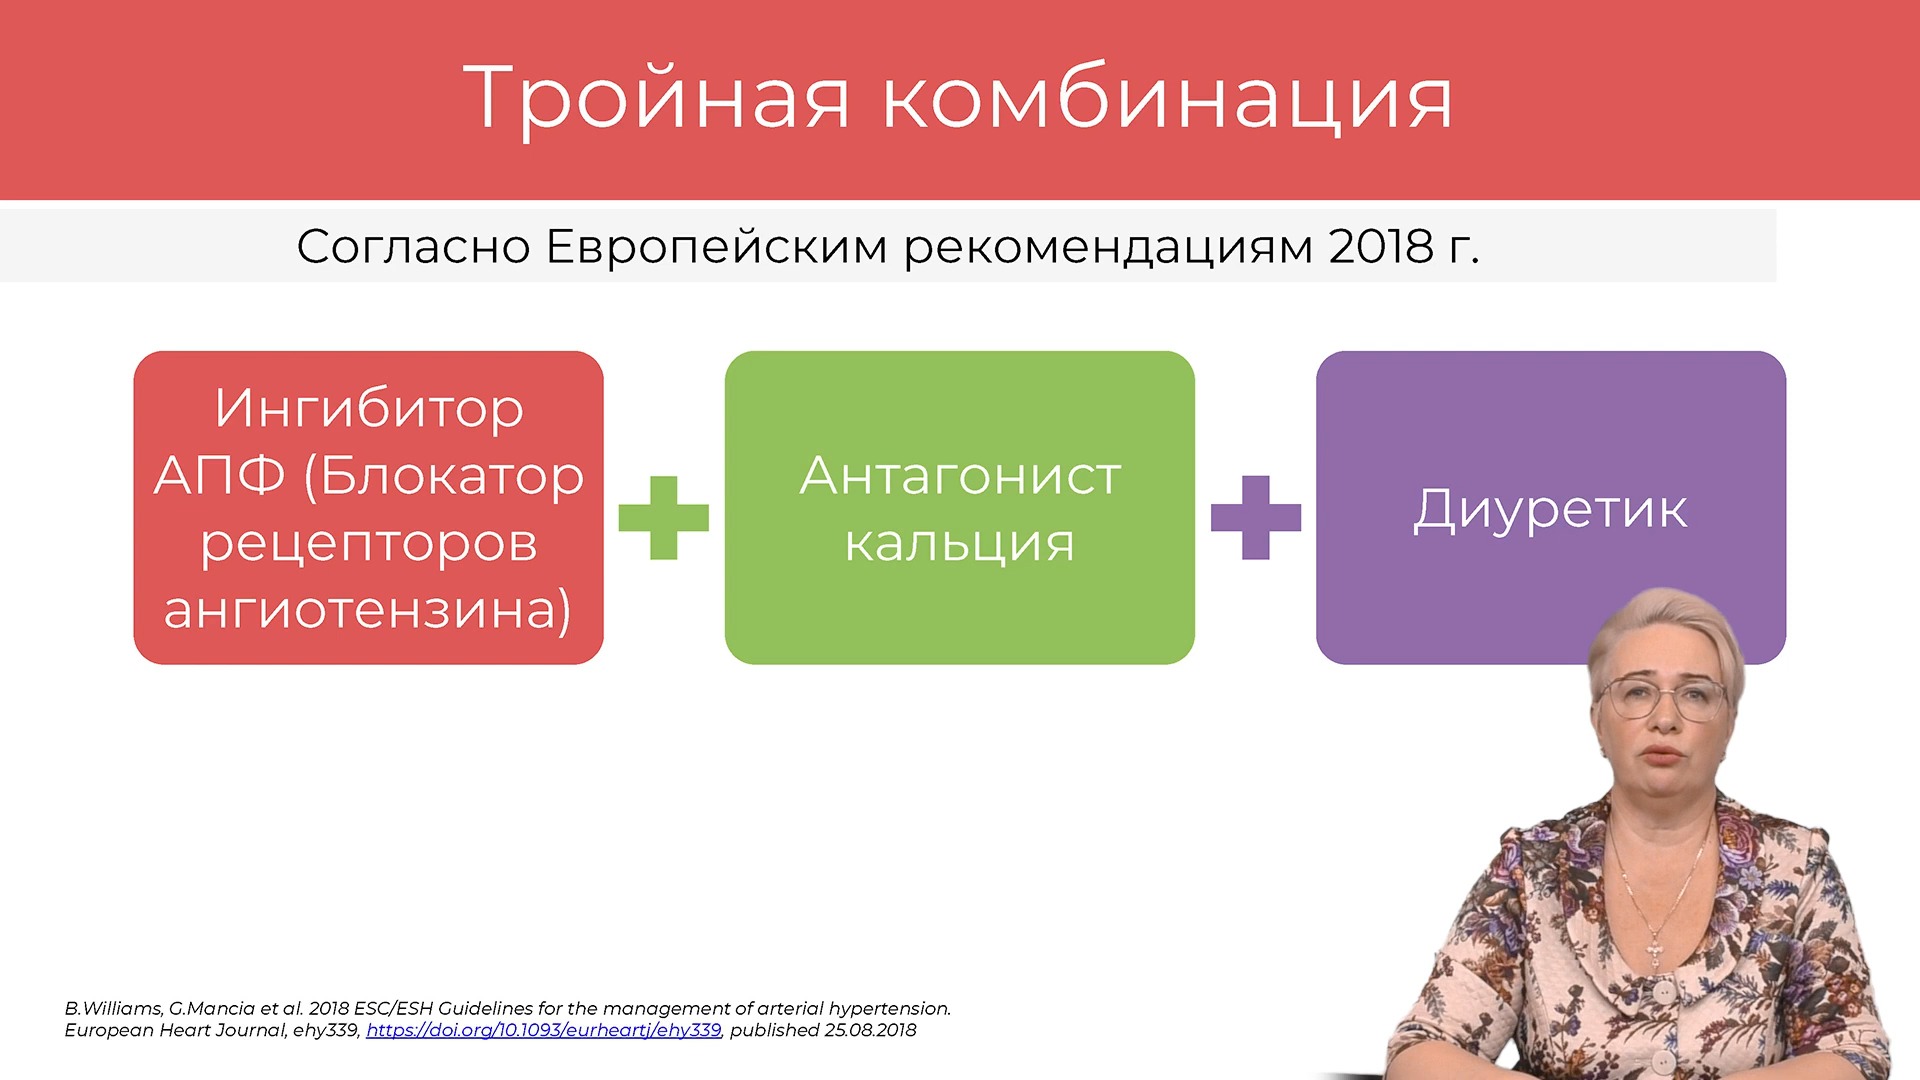 Тройная комбинация
Согласно Европейским рекомендациям 2018 г.
Ингибитор
АПФ (Блокатор
рецепторов
ангиотензина)
Антагонист
кальция
Диуретик
B.Williams, G.Mancia et al. 2018 ESC/ESH Guidelines for the management of arterial hypertension.
European Heart Journal, ehy339, https://doi.org/10.1093/eurheartj/ehy339, published 25.08.2018